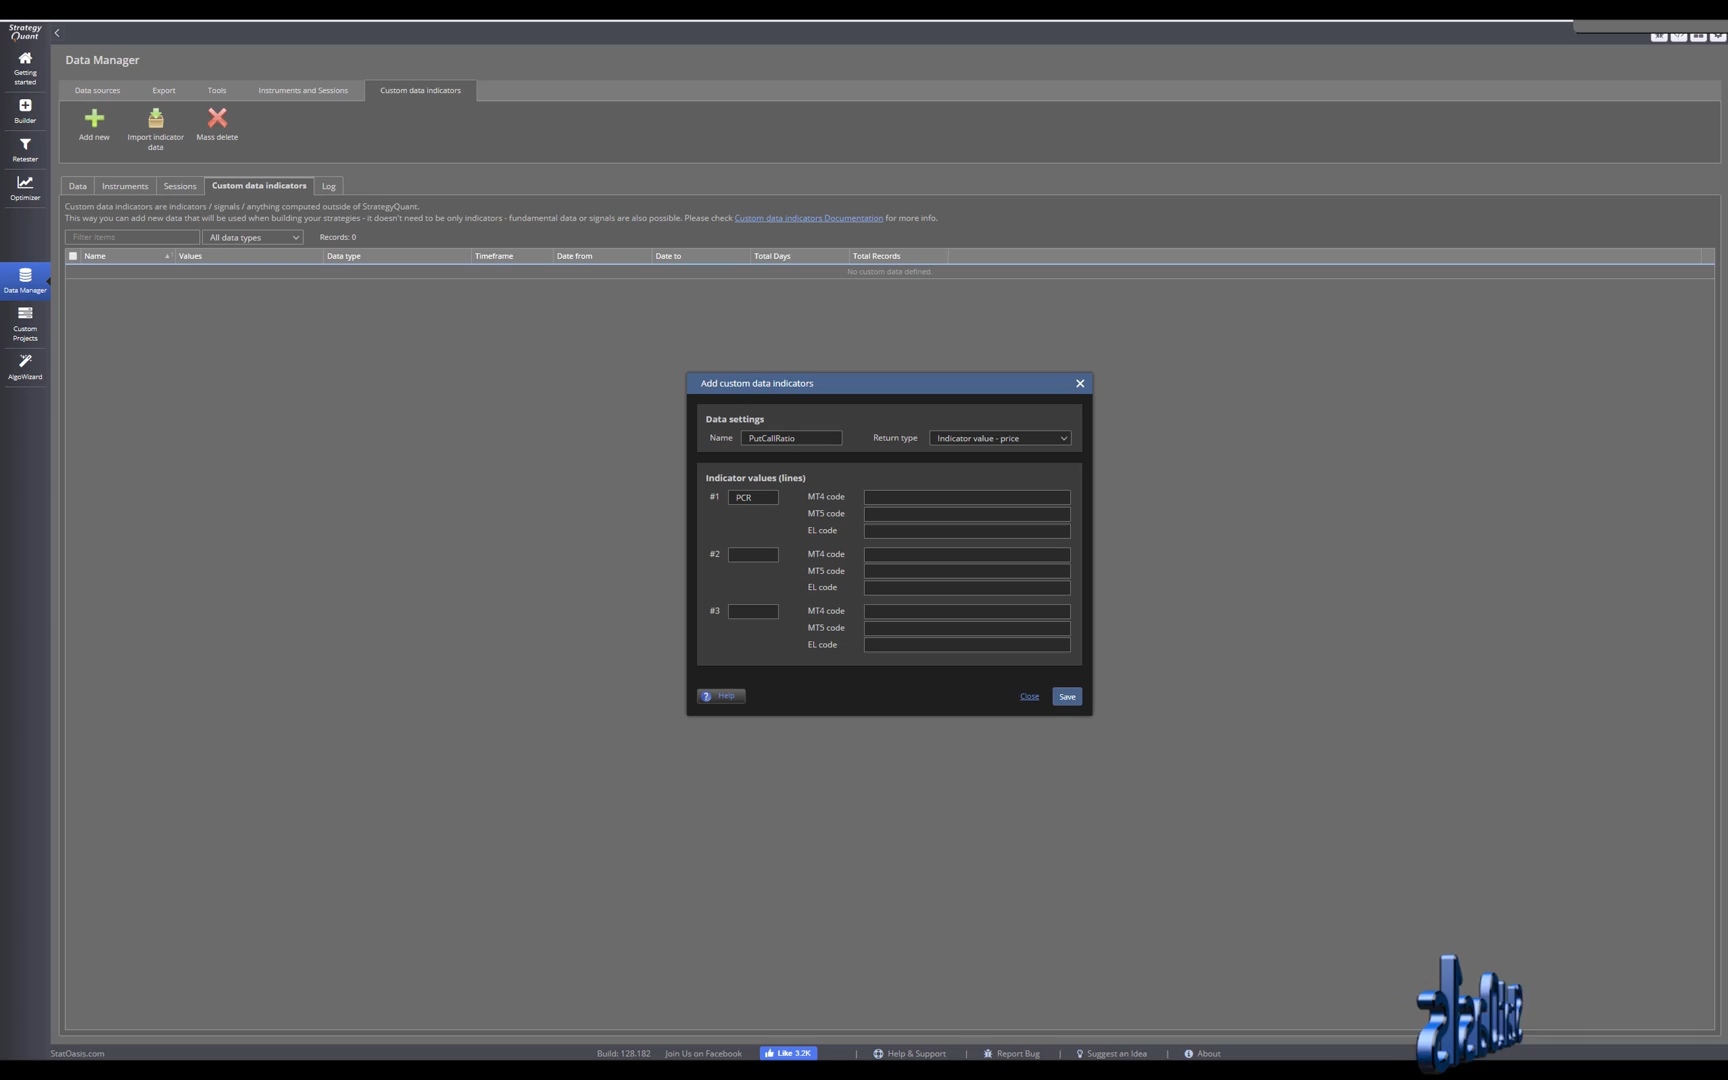 Strategy
Quant
Getting
started
Builder
Retester
Optimizer
Data Manager
Custom
Projects
AlgoWizard
Data Manager
Data sources Export Tools Instruments and Sessions Custom data indicators
Add new Import indicator data Mass delete
Data Instruments Sessions Custom data indicators Log
Custom data indicators are indicators / signals / anything computed outside of StrategyQuant.
This way you can add new data that will be used when building your strategies - it doesn't need to be only indicators - fundamental data or signals are also possible. Please check Custom data indicators Documentation for more info.
Filter items All data types Records: 0
Name Values Data type Timeframe Date from Date to Total Days Total Records
No custom data defined.
Add custom data indicators
Data settings
Name PutCallRatio Return type Indicator value - price
Indicator values (lines)
#1 PCR MT4 code
MT5 code
EL code
#2 MT4 code
MT5 code
EL code
#3 MT4 code
MT5 code
EL code
? Help Close Save
StatOasis.com Build: 128.182 Join Us on Facebook Like 3.2K | Help & Support | Report Bug | Suggest an Idea | About